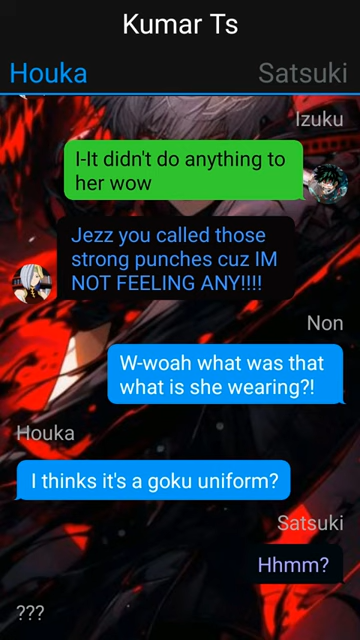 Kumar Ts
Houka
Satsuki
Izuku
I-It didn't do anything to
her wow
Jezz you called those
strong punches cuz IM
NOT FEELING ANY!!!!
Non
W-woah what was that
what is she wearing?!
Houka
I thinks it's a goku uniform?
Satsuki
Hhmm?
???